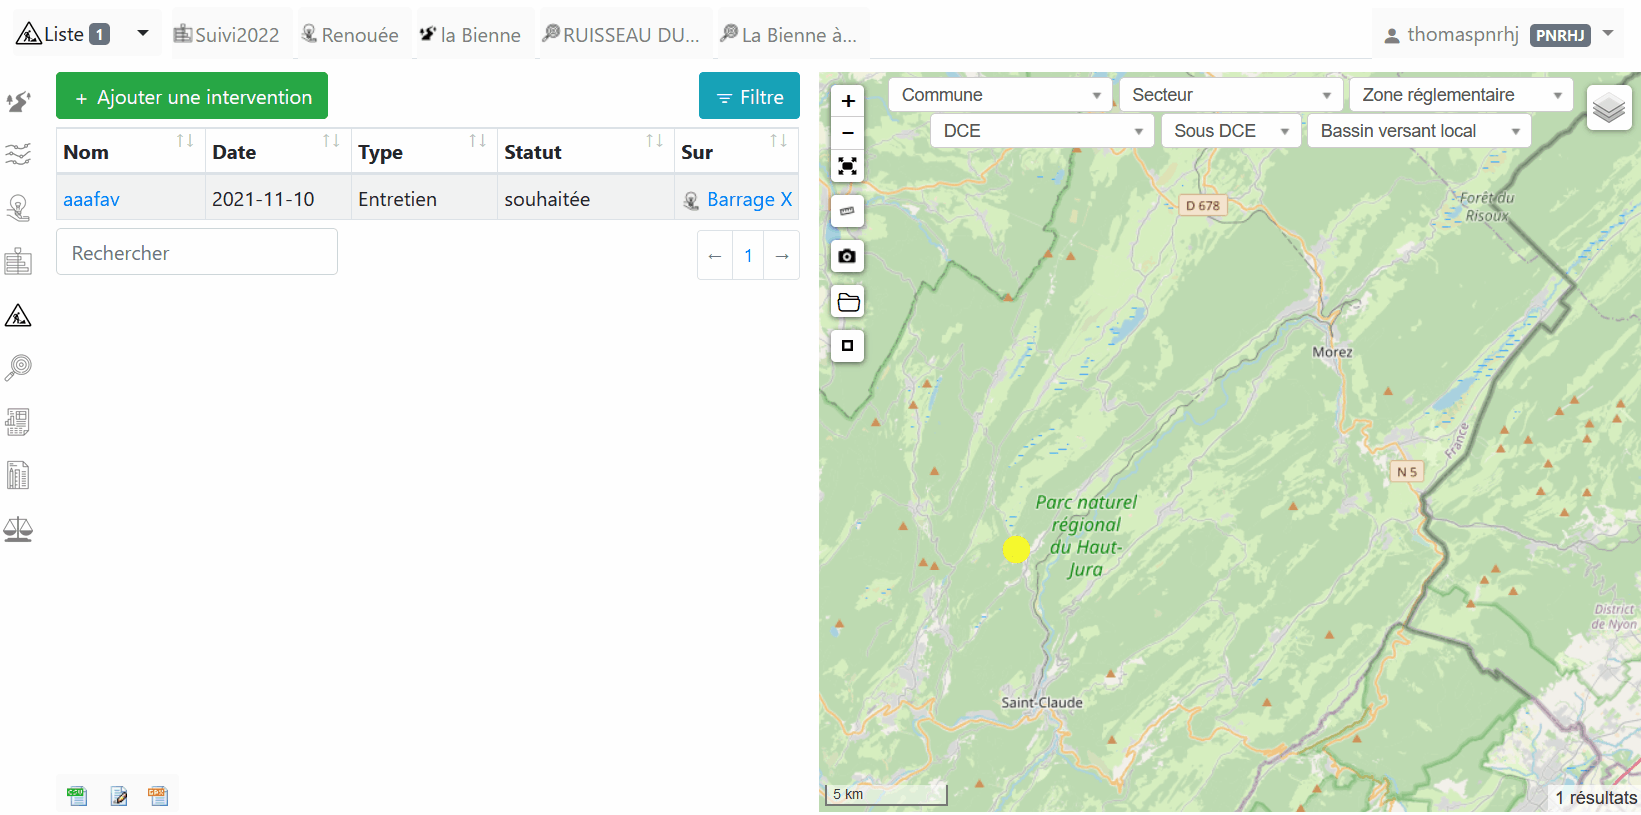 Liste 1
Suivi2022
Renouée
la Bienne
RUISSEAU DU...
La Bienne à...
thomaspnrhj PNRHJ
+ Ajouter une intervention
Filtre
Nom Date Type Statut Sur
aaafav 2021-11-10 Entretien souhaitée Barrage X
Rechercher
← 1 →
+
−
Commune
Secteur
Zone réglementaire
DCE
Sous DCE
Bassin versant local
D 678
Forêt du
Risoux
Morez
France
N 5
Parc naturel
régional
du Haut-
Jura
District
de Nyon
Saint-Claude
5 km
1 résultats